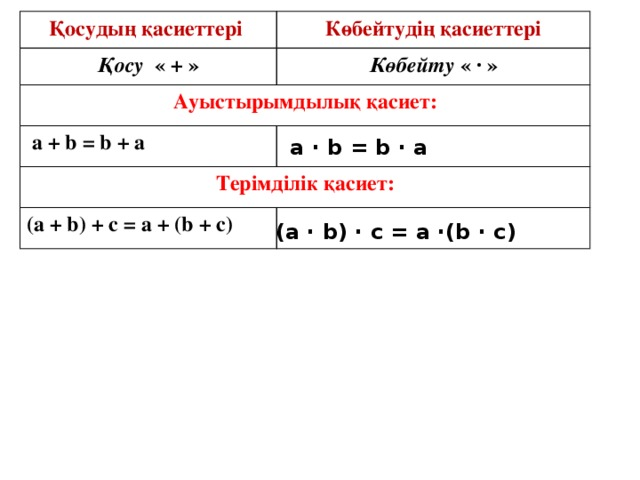 Қосудың қасиеттері
Көбейтудің қасиеттері
Қосу « + »
Көбейту « · »
Ауыстырымдылық қасиет:
a + b = b + a
a · b = b · a
Терімділік қасиет:
(a + b) + c = a + (b + c)
(a · b) · c = a ·(b · c)